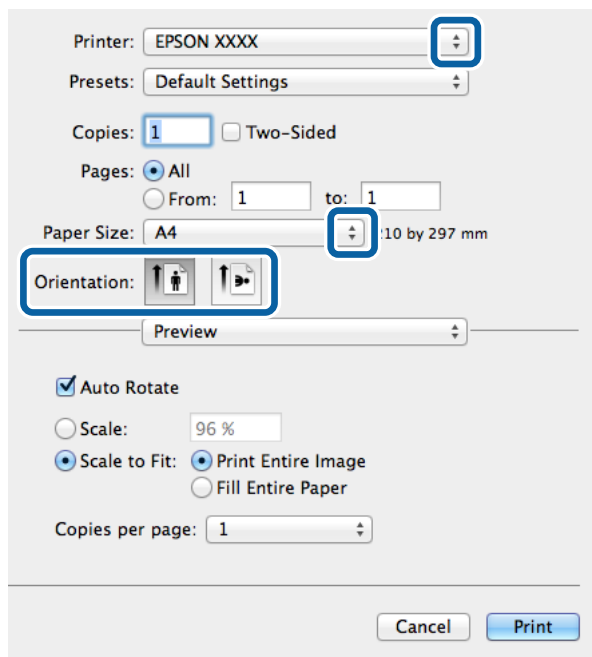 Printer: EPSON XXXX
Presets: Default Settings
Copies: 1 Two-Sided
Pages: All
From: 1 to: 1
Paper Size: A4 10 by 297 mm
Orientation:
Preview
Auto Rotate
Scale: 96 %
Scale to Fit: Print Entire Image
Fill Entire Paper
Copies per page: 1
Cancel Print